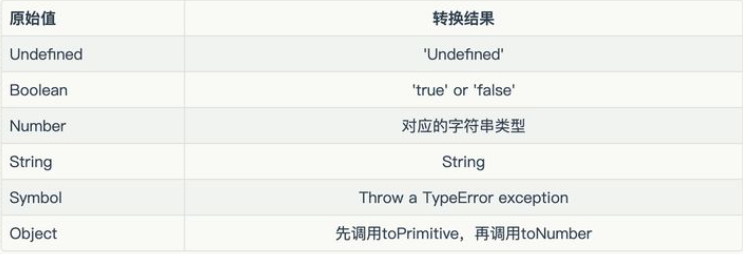 原始值 转换结果
Undefined 'Undefined'
Boolean 'true' or 'false'
Number 对应的字符串类型
String String
Symbol Throw a TypeError exception
Object 先调用toPrimitive，再调用toNumber